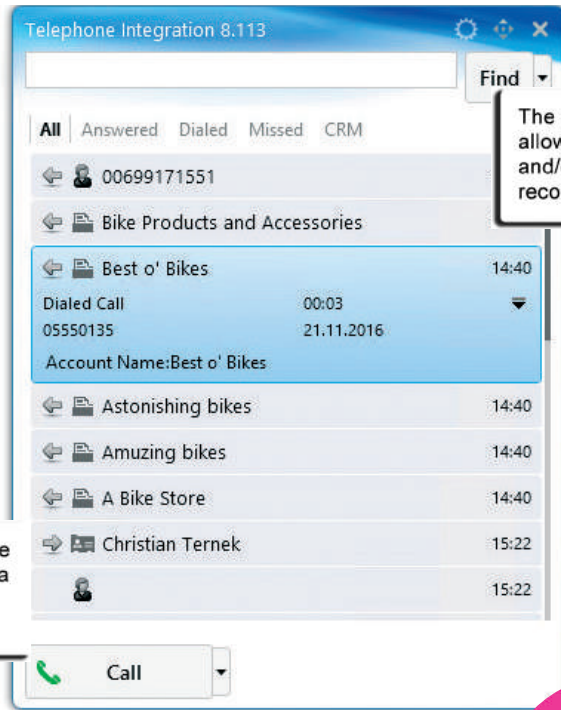 Telephone Integration 8.113
Find
The
allow
and/
reco
All Answered Dialed Missed CRM
00699171551
Bike Products and Accessories
Best o' Bikes 14:40
Dialed Call 00:03
05550135 21.11.2016
Account Name:Best o' Bikes
Astonishing bikes 14:40
Amuzing bikes 14:40
A Bike Store 14:40
Christian Ternek 15:22
e
a
15:22
Call